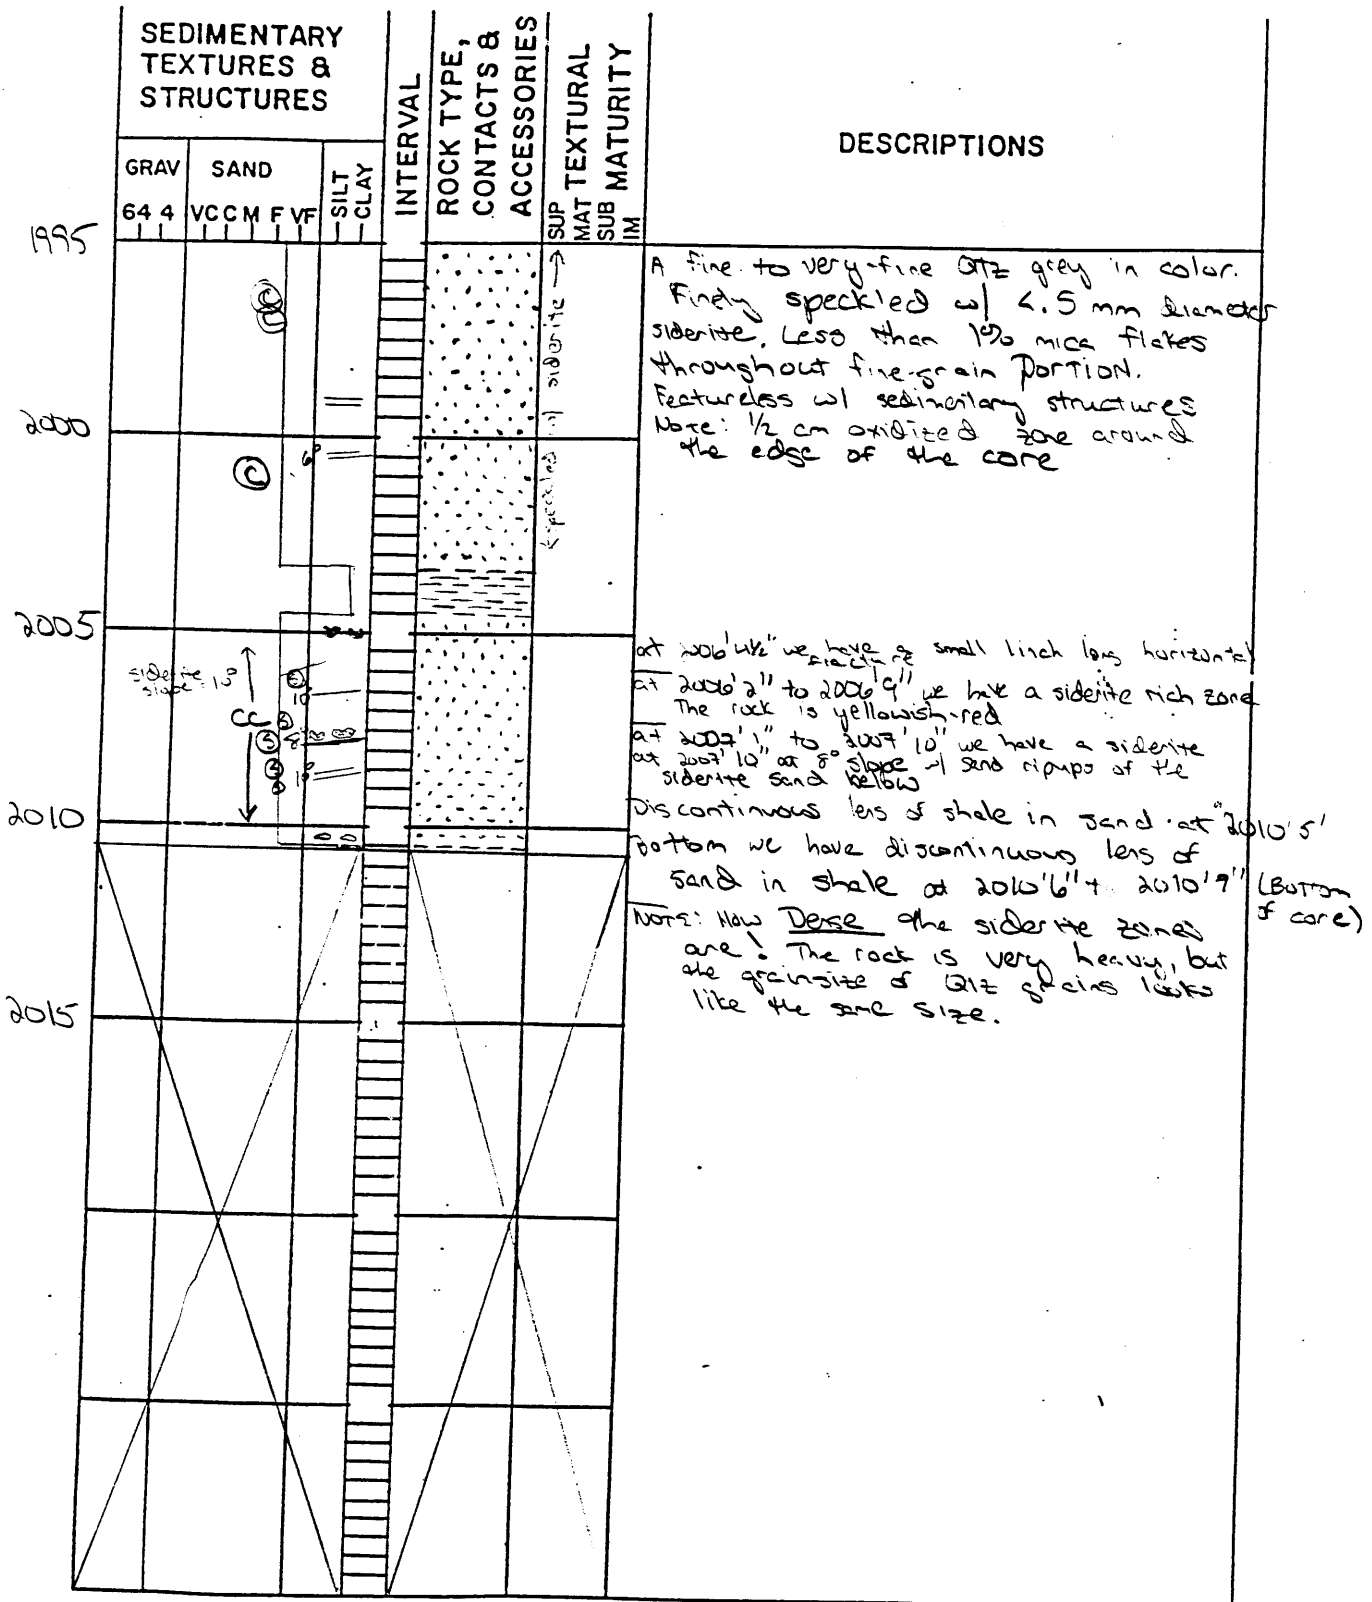 SEDIMENTARY
TEXTURES &
STRUCTURES
INTERVAL
ROCK TYPE,
CONTACTS &
ACCESSORIES
TEXTURAL
MATURITY
DESCRIPTIONS
GRAV SAND SILT CLAY
64 4 VC C M F VF
SUP MAT SUB IM
1995
A fine to very-fine QTZ grey in color.
Finely speckled w/ <.5 mm diameter
siderite. Less than 1% mica flakes
throughout fine-grain PORTION.
Featureless w/ sedimentary structures
Note: 1/2 cm oxidized zone around
the edge of the core
C
speckled w/ siderite
2000
6°
C
2005
at 2006'4½" we have a small 1inch long horizontal
fracture
at 2006'2" to 2006'9" we have a siderite rich zone
The rock is yellowish-red
at 2007'1" to 2007'10" we have a siderite
at 2007'10" at 8° slope w/ sand ripups of the
siderite sand below
siderite
slope: 15°
10°
CC
8°
2010
Discontinuous lens of shale in sand at 2010'5'
Bottom we have discontinuous lens of
sand in shale at 2010'6" + 2010'9" (Bottom
of core)
NOTE: How Dense the siderite zones
are! The rock is very heavy, but
the grainsize of QTZ grains looks
like the same size.
2015